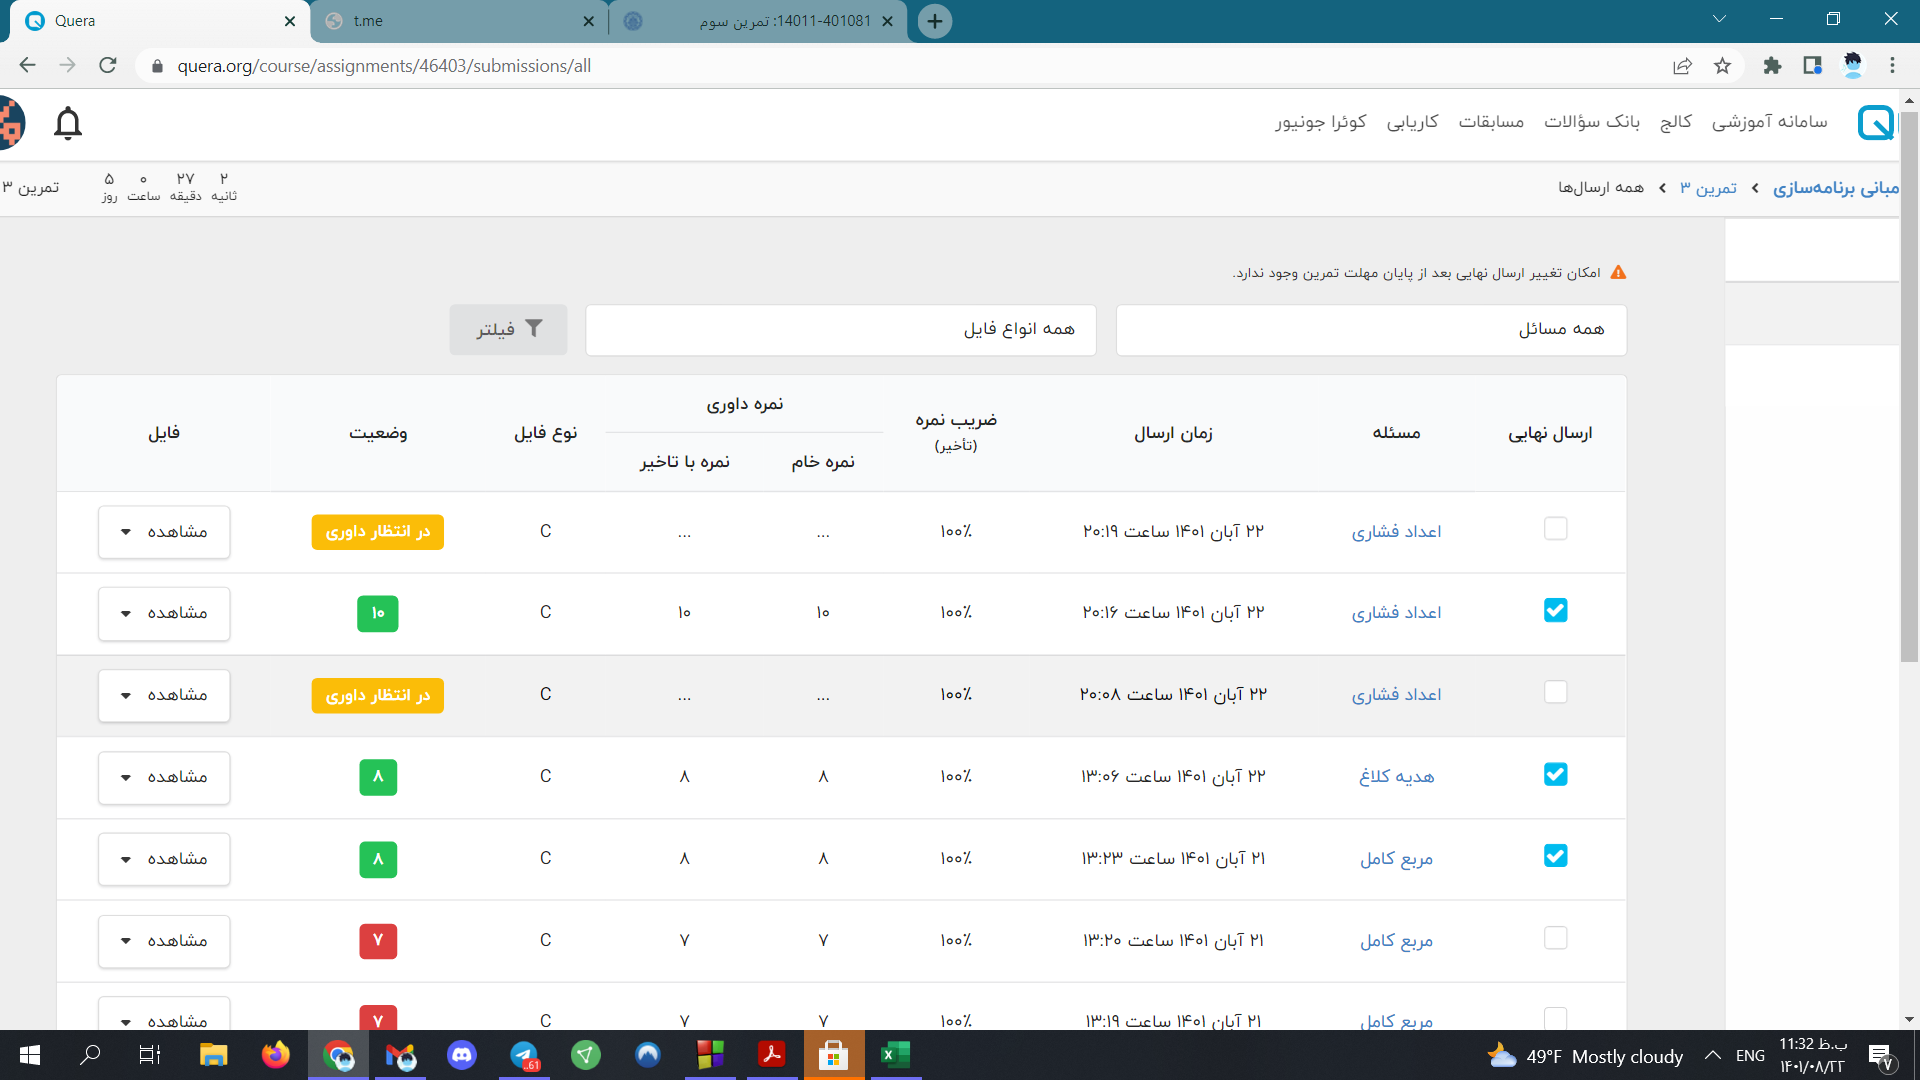 Quera
t.me
14011-401081: تمرین سوم
quera.org/course/assignments/46403/submissions/all
سامانه آموزشی کالج بانک سؤالات مسابقات کاریابی کوئرا جونیور
مبانی برنامه‌سازی › تمرین ۳ › همه ارسال‌ها
۵ روز ۰ ساعت ۲۷ دقیقه ۲ ثانیه
تمرین ۳
امکان تغییر ارسال نهایی بعد از پایان مهلت تمرین وجود ندارد.
همه مسائل
همه انواع فایل
فیلتر
ارسال نهایی مسئله زمان ارسال ضریب نمره (تأخیر) نمره داوری نوع فایل وضعیت فایل
نمره خام نمره با تاخیر
اعداد فشاری ۲۲ آبان ۱۴۰۱ ساعت ۲۰:۱۹ ۱۰۰٪ ... ... C در انتظار داوری مشاهده
اعداد فشاری ۲۲ آبان ۱۴۰۱ ساعت ۲۰:۱۶ ۱۰۰٪ ۱۰ ۱۰ C ۱۰ مشاهده
اعداد فشاری ۲۲ آبان ۱۴۰۱ ساعت ۲۰:۰۸ ۱۰۰٪ ... ... C در انتظار داوری مشاهده
هدیه کلاغ ۲۲ آبان ۱۴۰۱ ساعت ۱۳:۰۶ ۱۰۰٪ ۸ ۸ C ۸ مشاهده
مربع کامل ۲۱ آبان ۱۴۰۱ ساعت ۱۳:۲۳ ۱۰۰٪ ۸ ۸ C ۸ مشاهده
مربع کامل ۲۱ آبان ۱۴۰۱ ساعت ۱۳:۲۰ ۱۰۰٪ ۷ ۷ C ۷ مشاهده
مربع کامل ۲۱ آبان ۱۴۰۱ ساعت ۱۳:۱۹ ۱۰۰٪ ۷ ۷ C ۷ مشاهده
61
49°F Mostly cloudy
ENG
11:32 ب.ظ
۱۴۰۱/۰۸/۲۲
۷